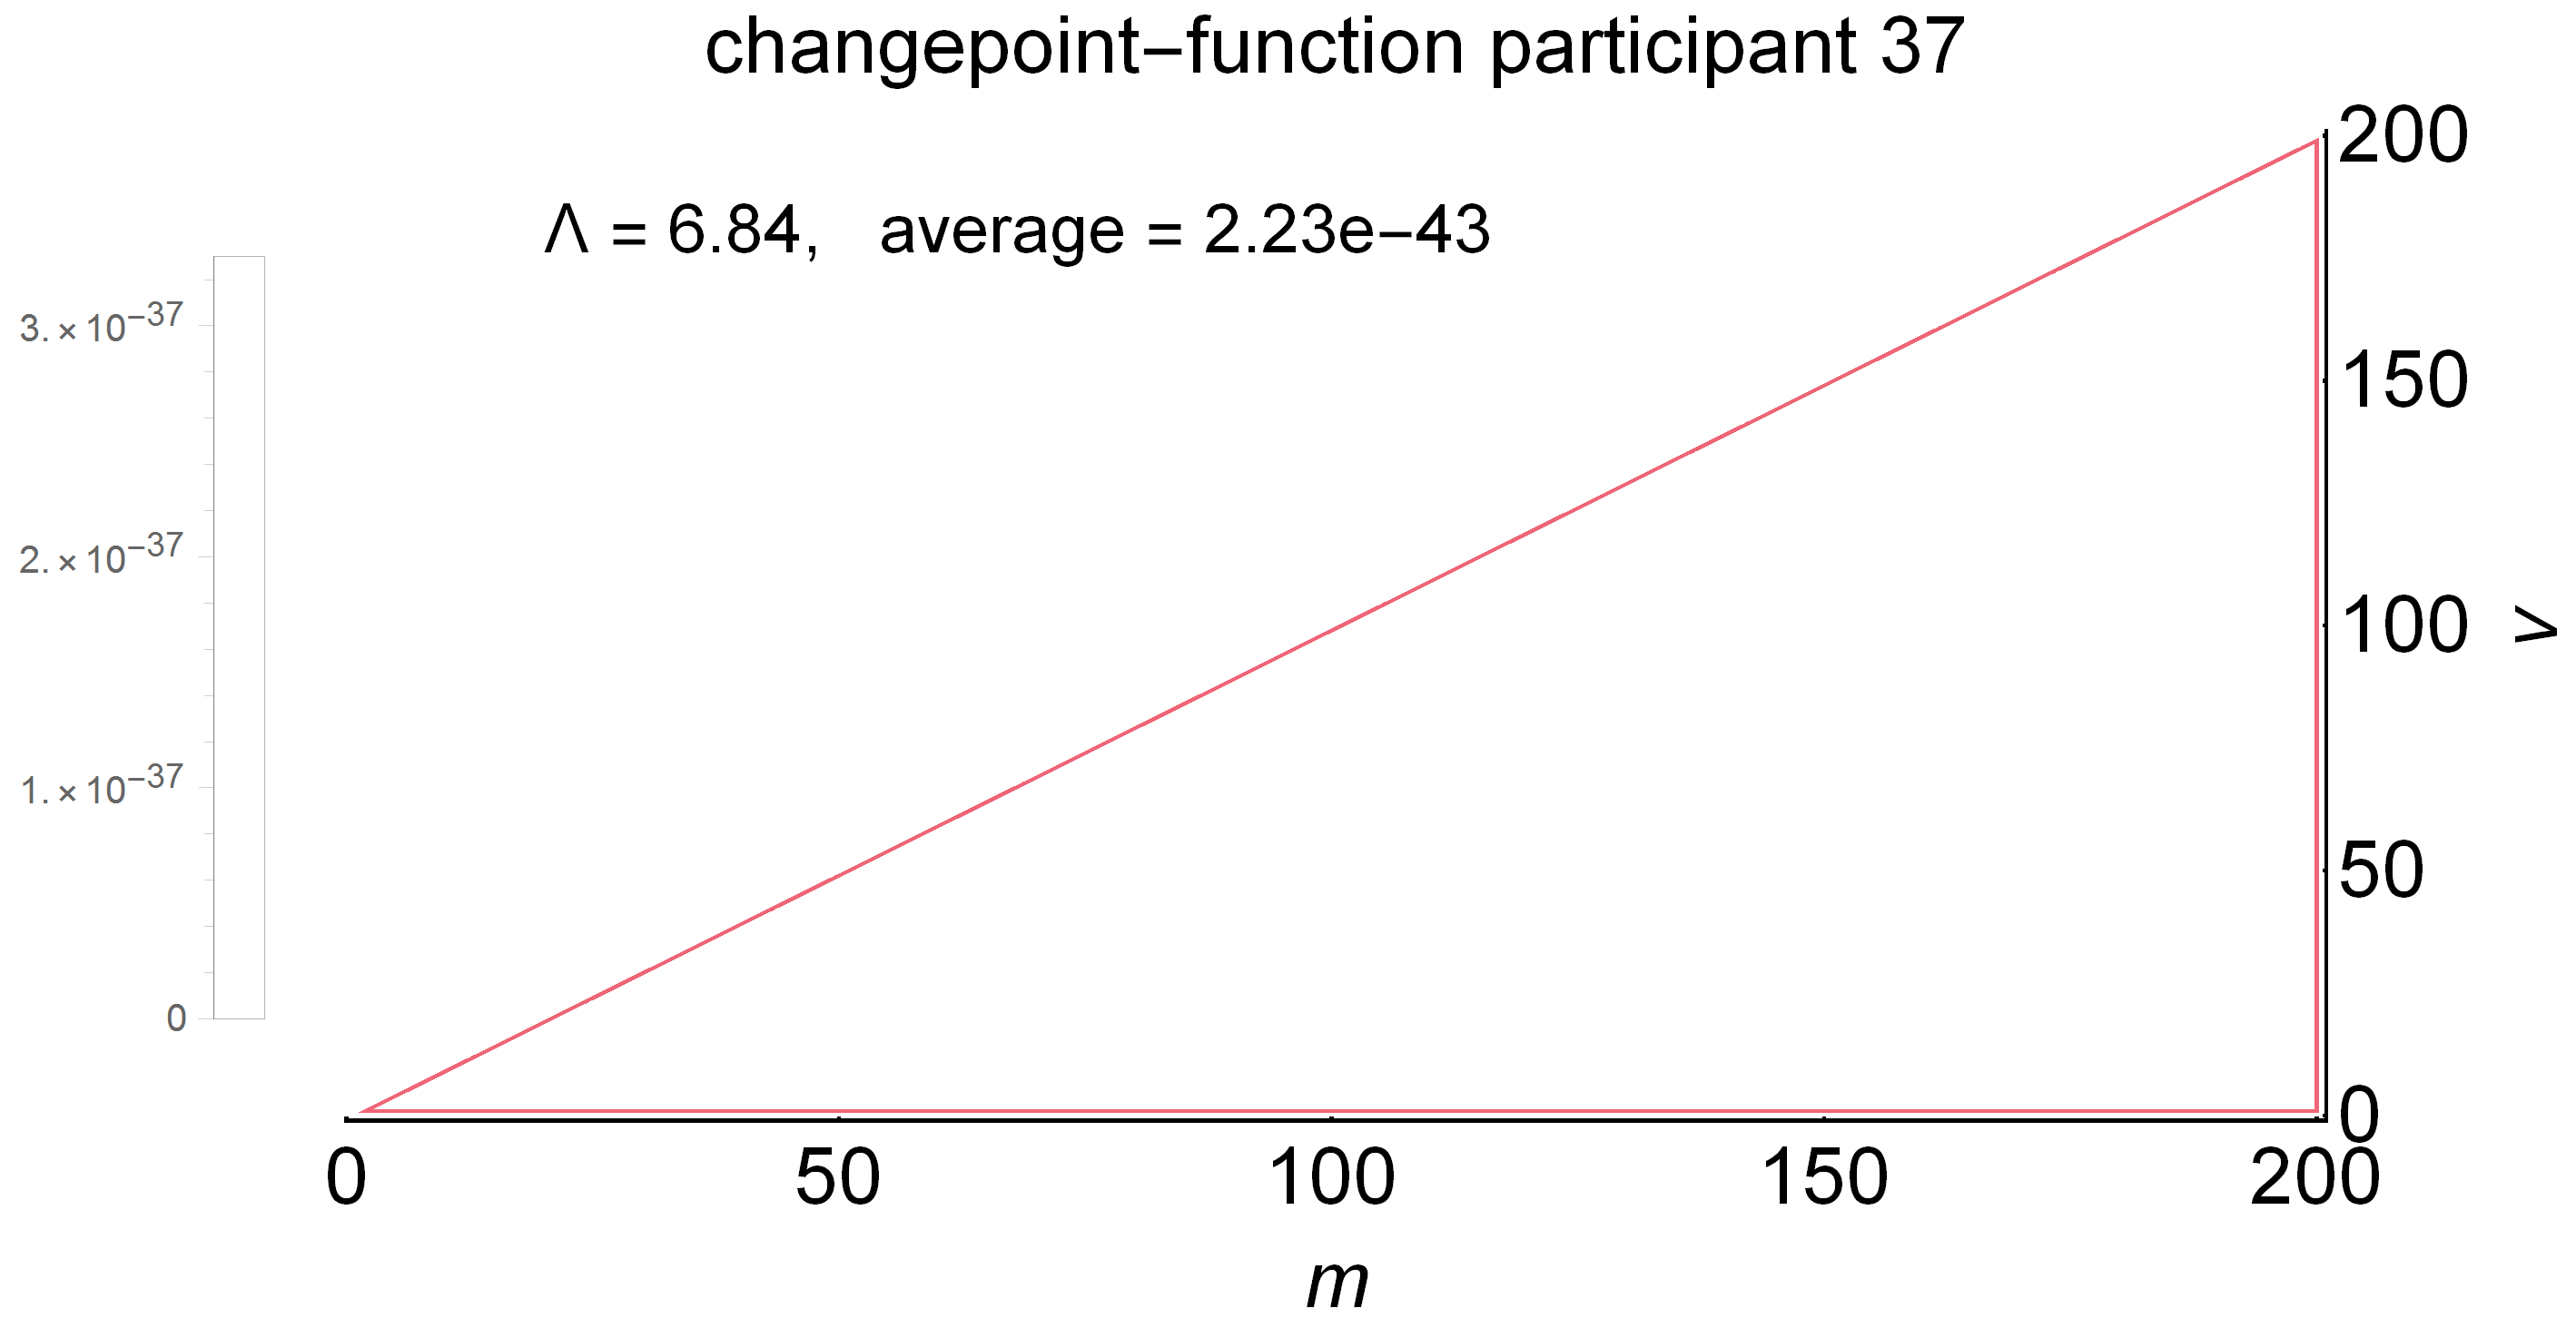 changepoint−function participant 37
Λ = 6.84,   average = 2.23e−43
3. × 10⁻³⁷
2. × 10⁻³⁷
1. × 10⁻³⁷
0
200
150
100
50
0
v
0 50 100 150 200
m